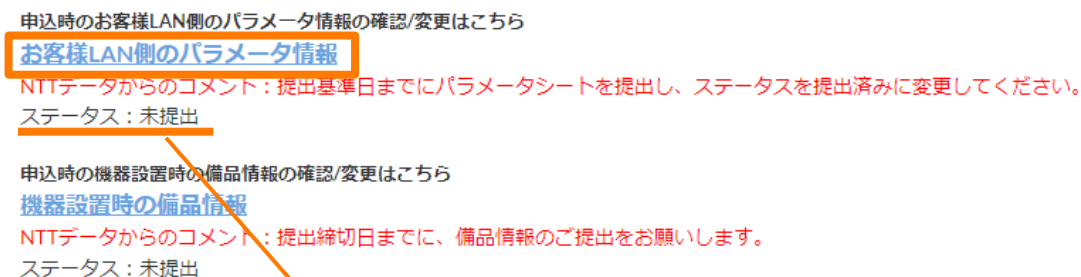 申込時のお客様LAN側のパラメータ情報の確認/変更はこちら
お客様LAN側のパラメータ情報
NTTデータからのコメント：提出基準日までにパラメータシートを提出し、ステータスを提出済みに変更してください。
ステータス：未提出
申込時の機器設置時の備品情報の確認/変更はこちら
機器設置時の備品情報
NTTデータからのコメント：提出締切日までに、備品情報のご提出をお願いします。
ステータス：未提出